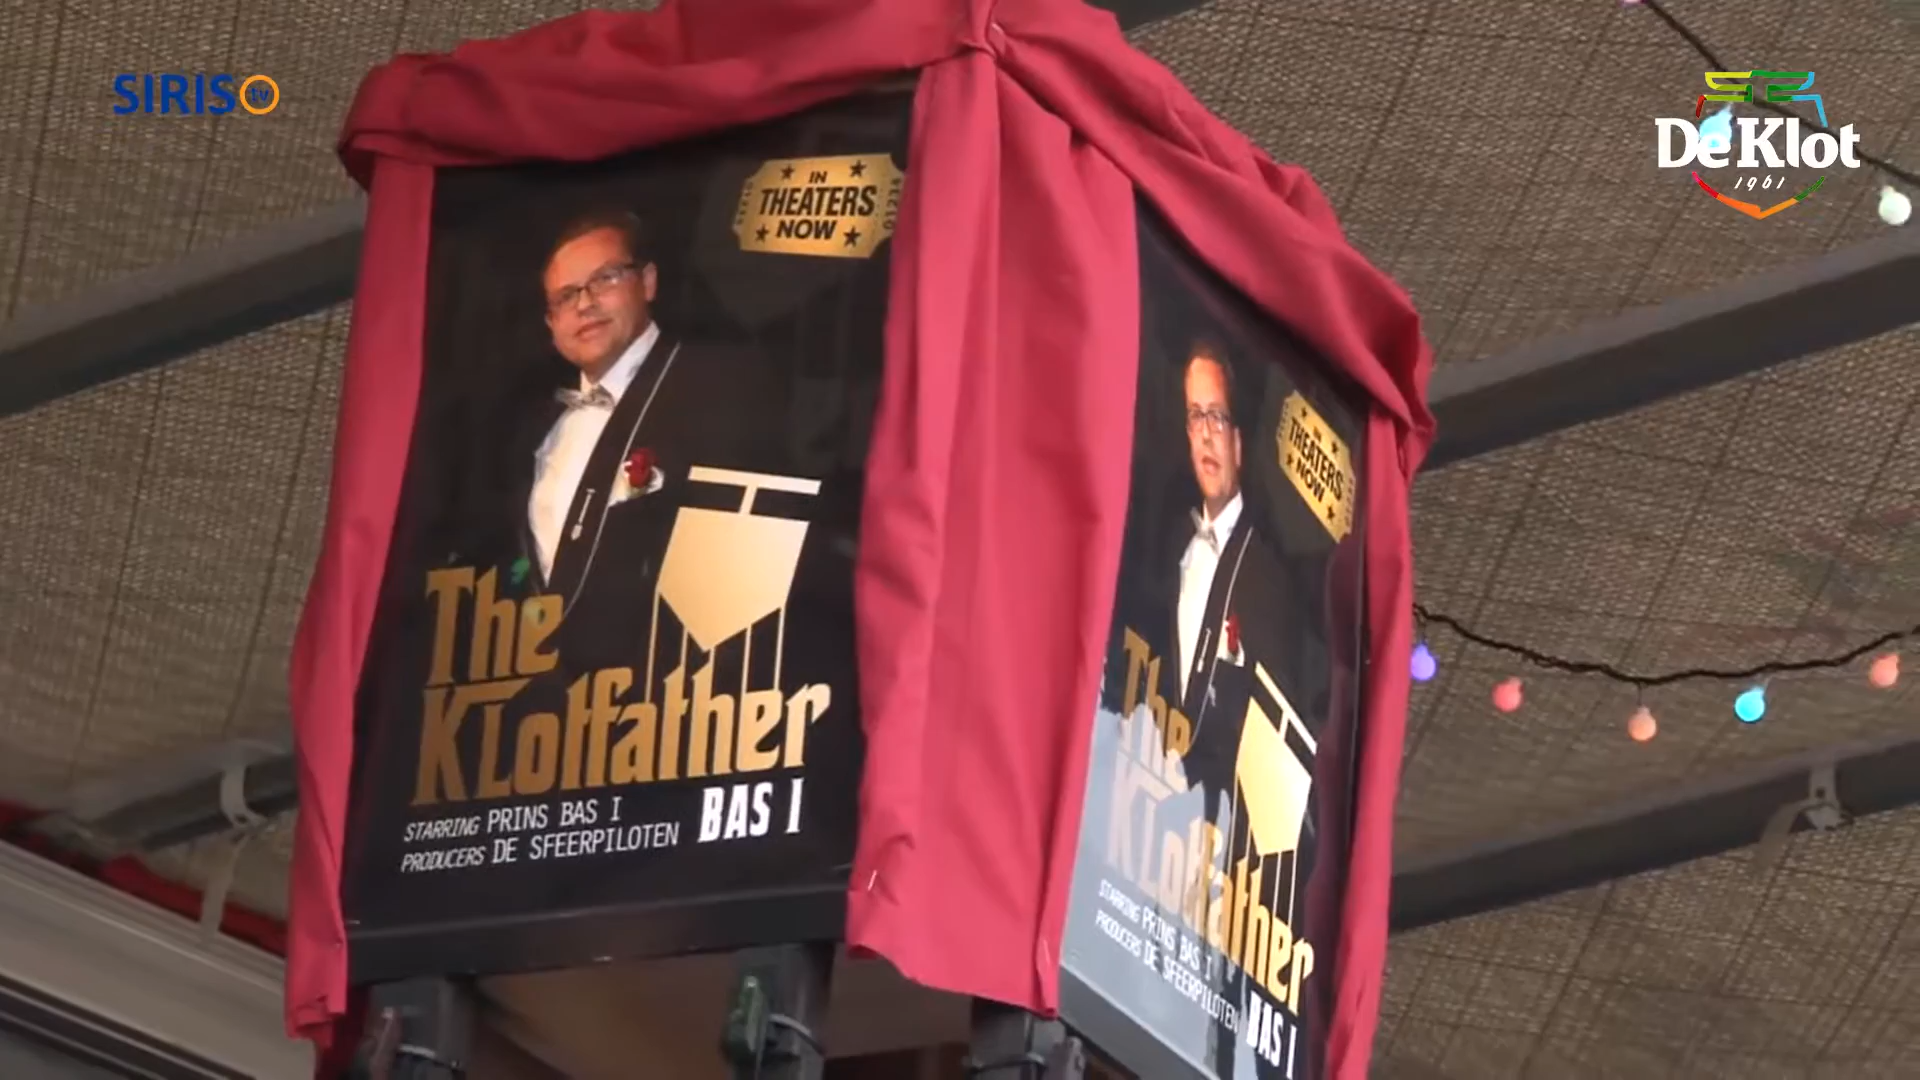 SIRIS tv
De Klot
1961
IN
THEATERS
NOW
The
Klotfather
STARRING PRINS BAS I
PRODUCERS DE SFEERPILOTEN
BAS I
IN
THEATERS
NOW
The
Klotfather
STARRING PRINS BAS I
PRODUCERS DE SFEERPILOTEN
BAS I